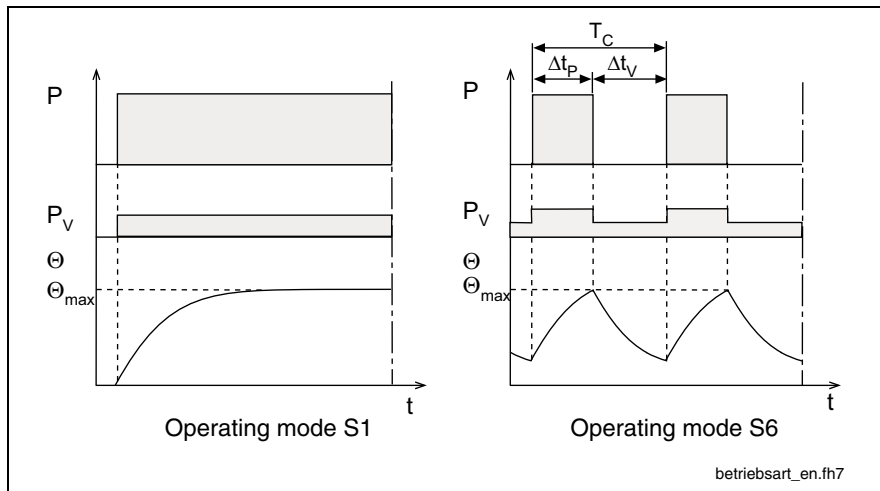 P
P_V
Θ
Θ_max
t
Operating mode S1
T_C
Δt_P Δt_V
P
P_V
Θ
Θ_max
t
Operating mode S6
betriebsart_en.fh7